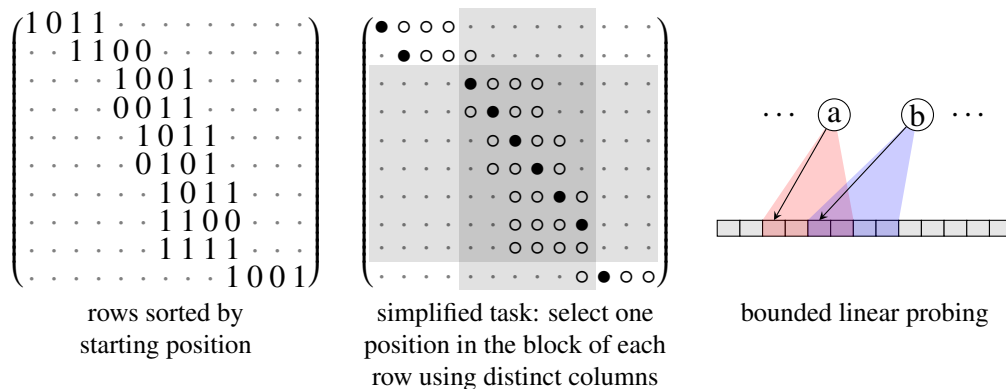 1 0 1 1
1 1 0 0
1 0 0 1
0 0 1 1
1 0 1 1
0 1 0 1
1 0 1 1
1 1 0 0
1 1 1 1
1 0 0 1
rows sorted by
starting position
simplified task: select one
position in the block of each
row using distinct columns
··· a b ···
bounded linear probing